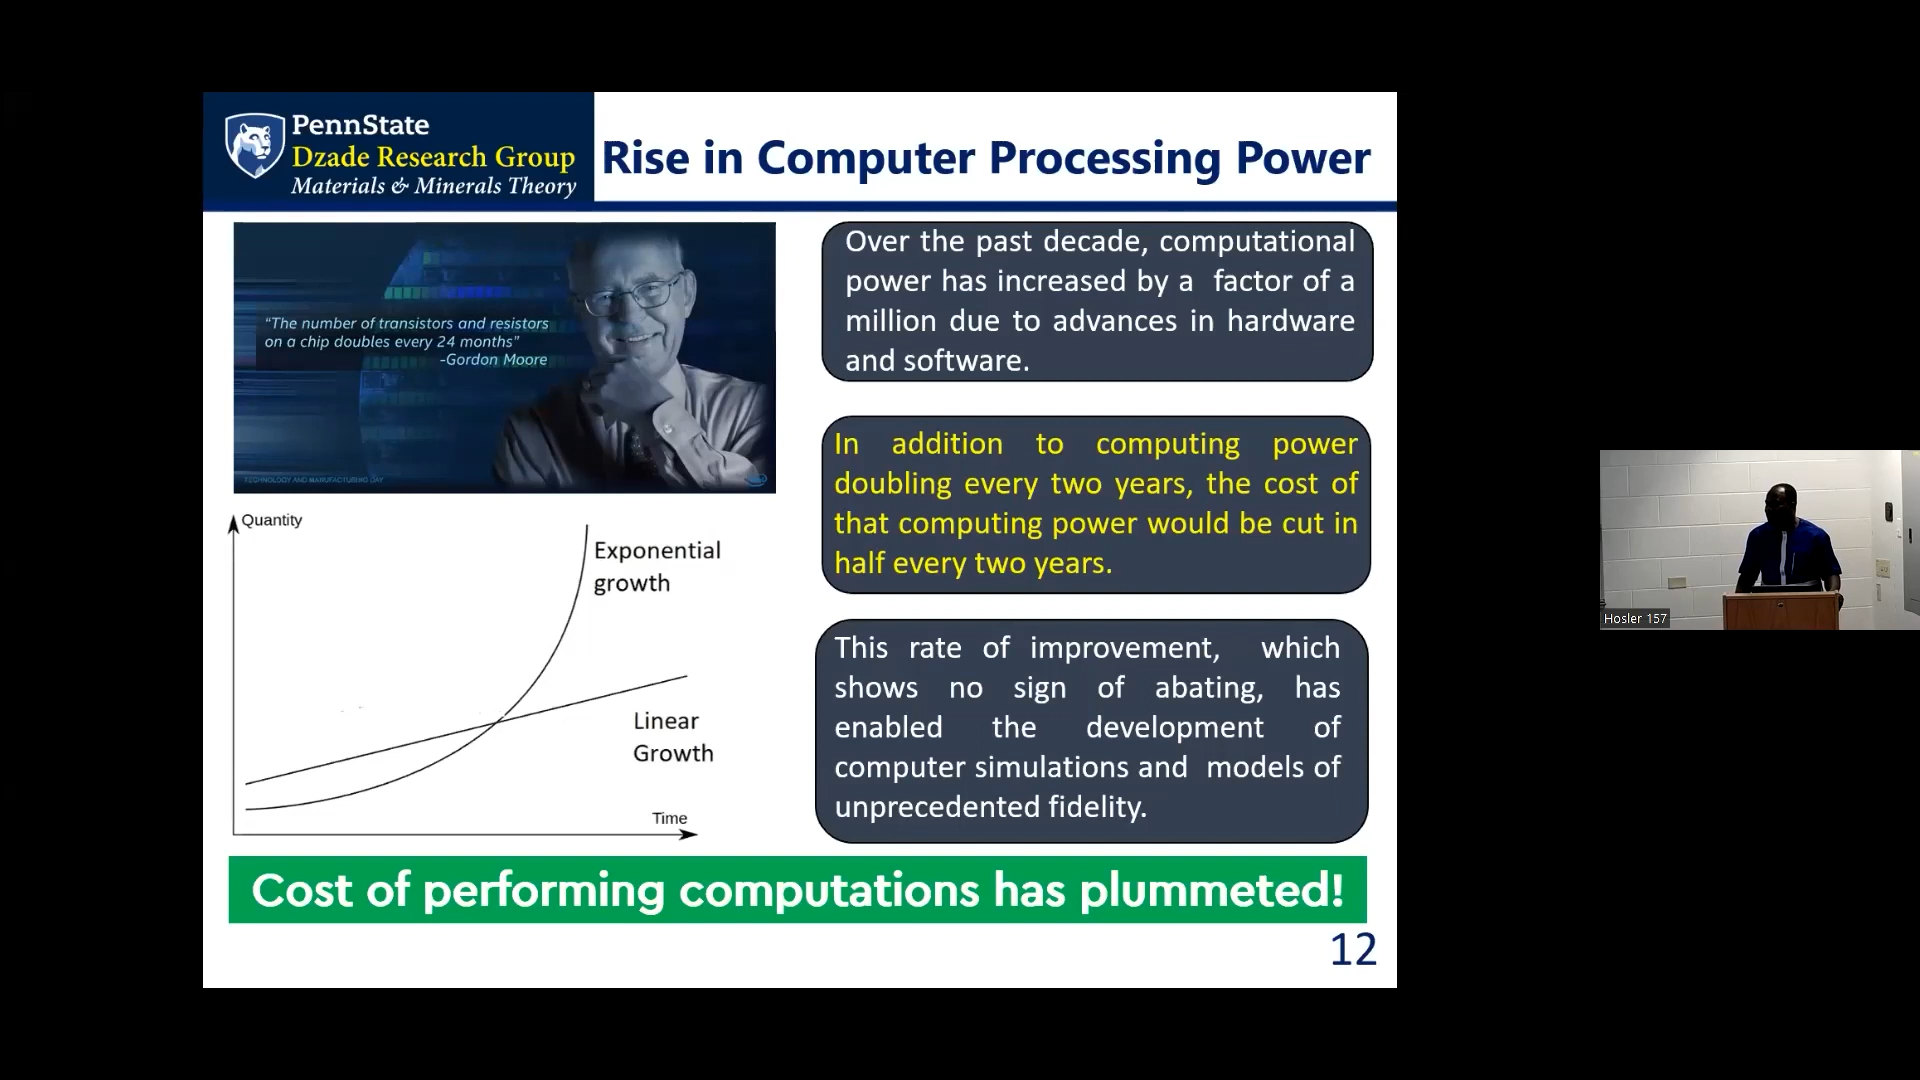 PennState
Dzade Research Group
Materials & Minerals Theory
Rise in Computer Processing Power
"The number of transistors and resistors
on a chip doubles every 24 months"
-Gordon Moore
TECHNOLOGY AND MANUFACTURING DAY
Over the past decade, computational
power has increased by a factor of a
million due to advances in hardware
and software.
In addition to computing power
doubling every two years, the cost of
that computing power would be cut in
half every two years.
This rate of improvement, which
shows no sign of abating, has
enabled the development of
computer simulations and models of
unprecedented fidelity.
Quantity
Exponential
growth
Linear
Growth
Time
Cost of performing computations has plummeted!
12
Hosler 157